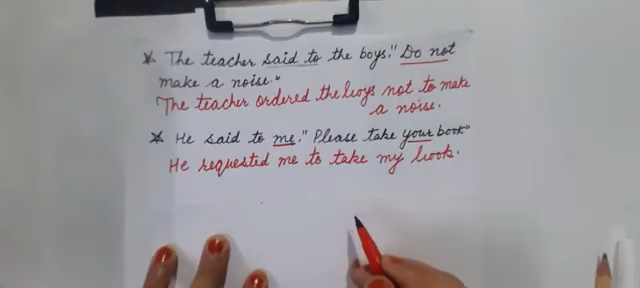 * The teacher said to the boys, "Do not
make a noise."
The teacher ordered the boys not to make
a noise.
* He said to me, "Please take your book"
He requested me to take my book.